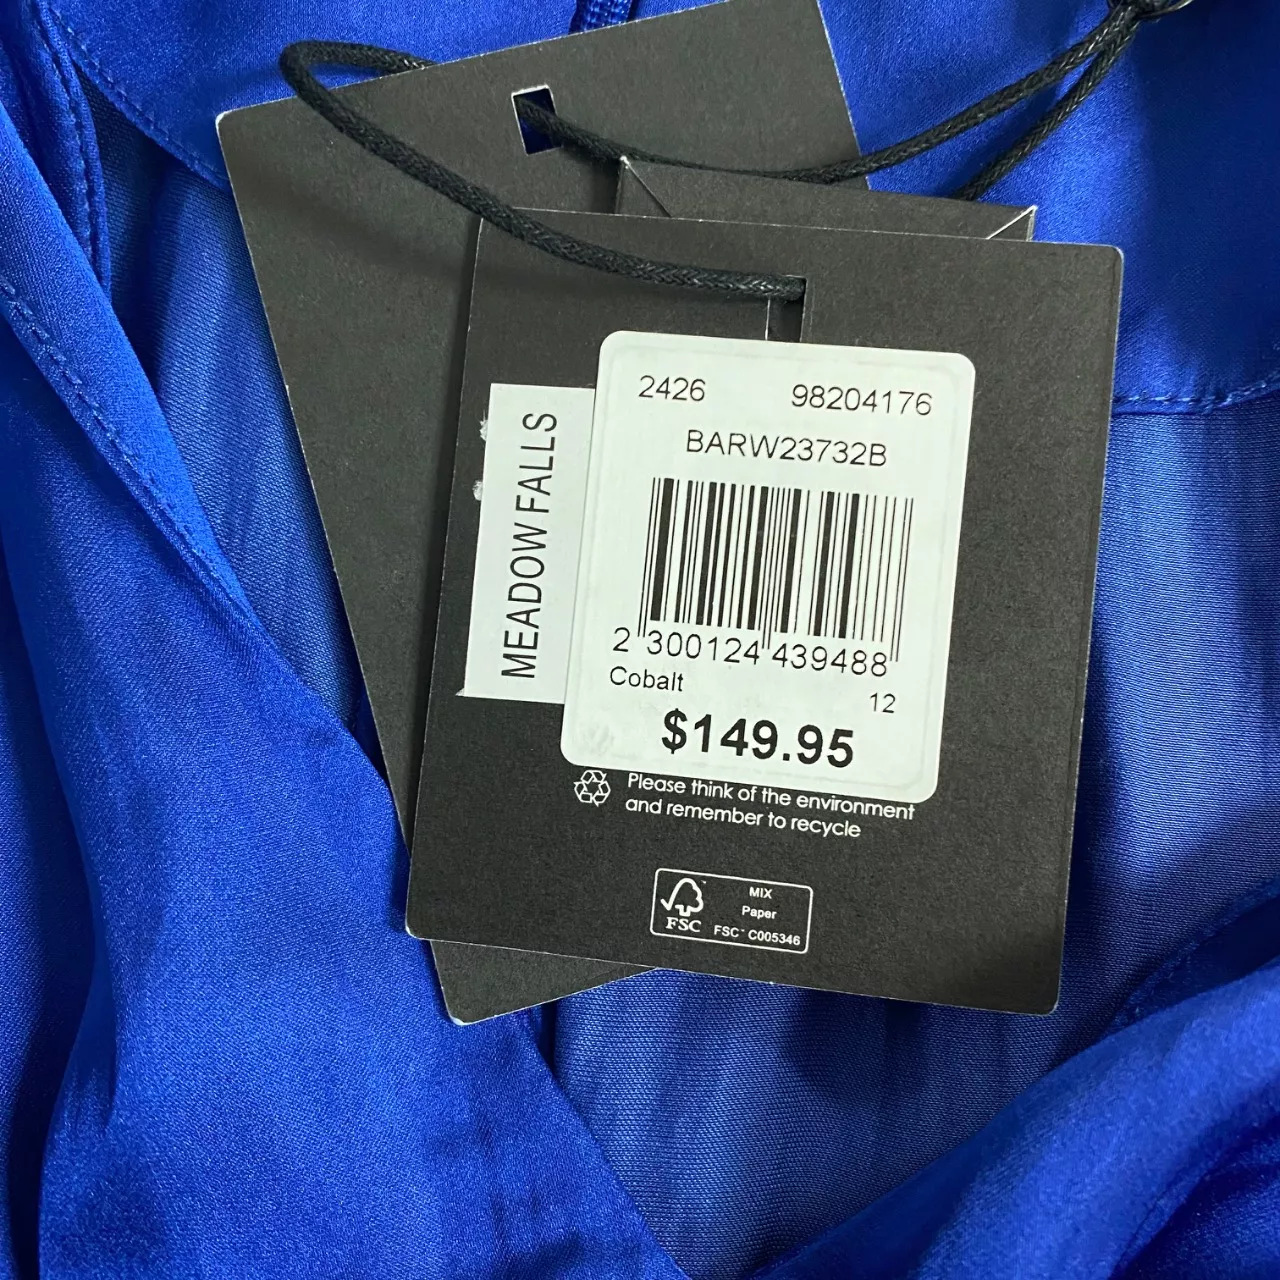 MEADOW FALLS
2426 98204176
BARW23732B
2 300124 439488
Cobalt
12
$149.95
Please think of the environment
and remember to recycle
MIX
Paper
FSC™ C005346
FSC